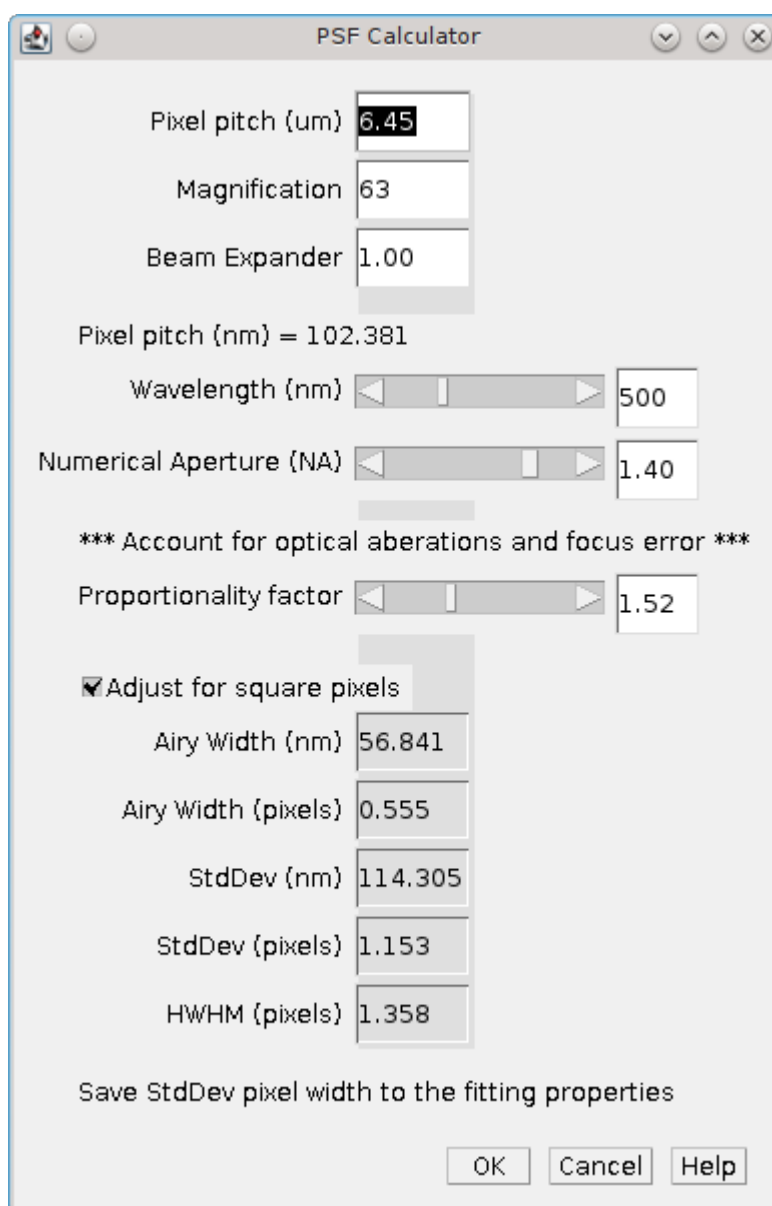 PSF Calculator
Pixel pitch (um) 6.45
Magnification 63
Beam Expander 1.00
Pixel pitch (nm) = 102.381
Wavelength (nm) 500
Numerical Aperture (NA) 1.40
*** Account for optical aberations and focus error ***
Proportionality factor 1.52
Adjust for square pixels
Airy Width (nm) 56.841
Airy Width (pixels) 0.555
StdDev (nm) 114.305
StdDev (pixels) 1.153
HWHM (pixels) 1.358
Save StdDev pixel width to the fitting properties
OK Cancel Help